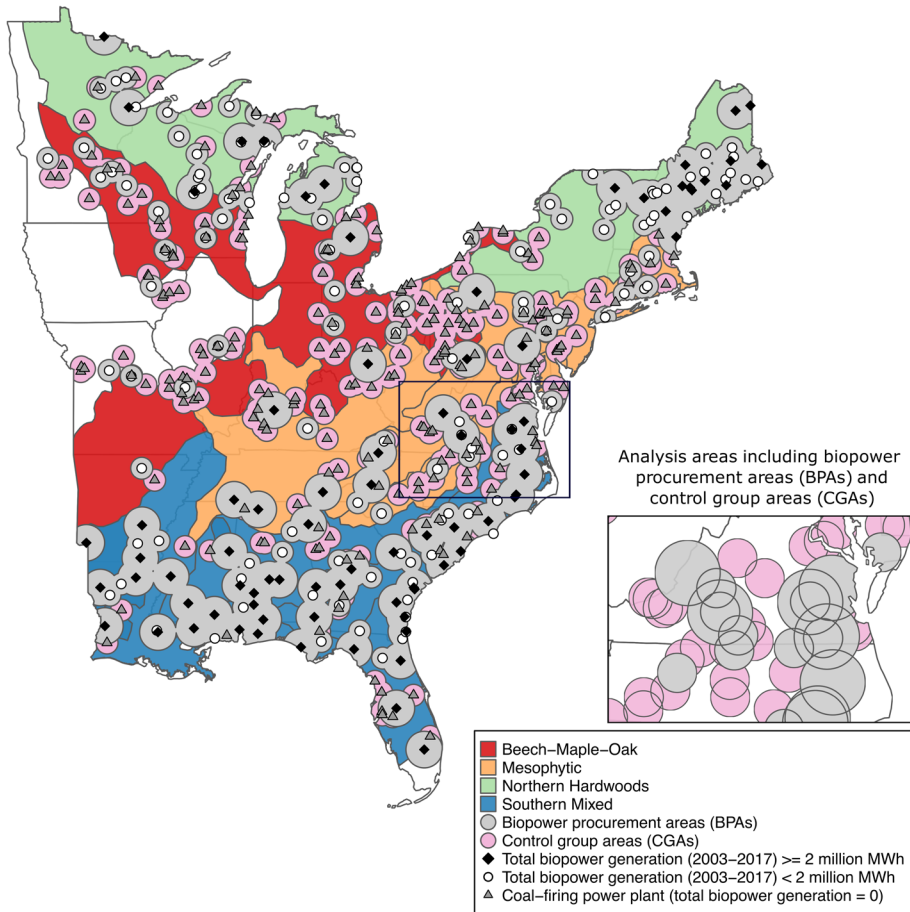 Analysis areas including biopower
procurement areas (BPAs) and
control group areas (CGAs)
Beech−Maple−Oak
Mesophytic
Northern Hardwoods
Southern Mixed
Biopower procurement areas (BPAs)
Control group areas (CGAs)
Total biopower generation (2003−2017) >= 2 million MWh
Total biopower generation (2003−2017) < 2 million MWh
Coal−firing power plant (total biopower generation = 0)